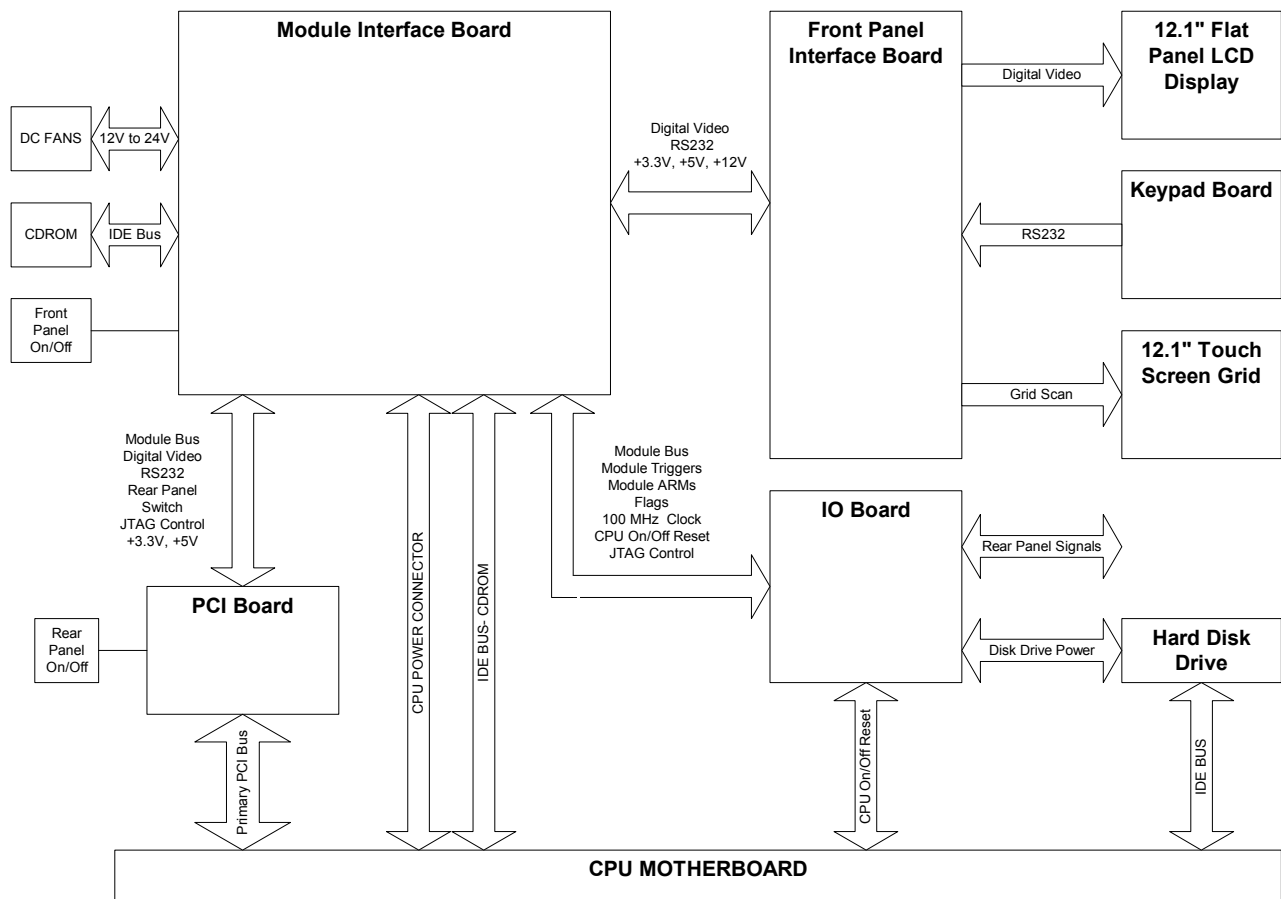 Module Interface Board
Front Panel
Interface Board
12.1" Flat
Panel LCD
Display
Digital Video
DC FANS
12V to 24V
Digital Video
RS232
+3.3V, +5V, +12V
Keypad Board
CDROM
IDE Bus
RS232
Front
Panel
On/Off
12.1" Touch
Screen Grid
Grid Scan
Module Bus
Digital Video
RS232
Rear Panel
Switch
JTAG Control
+3.3V, +5V
CPU POWER CONNECTOR
IDE BUS- CDROM
Module Bus
Module Triggers
Module ARMs
Flags
100 MHz Clock
CPU On/Off Reset
JTAG Control
IO Board
Rear Panel Signals
PCI Board
Rear
Panel
On/Off
Disk Drive Power
Hard Disk
Drive
Primary PCI Bus
CPU On/Off Reset
IDE BUS
CPU MOTHERBOARD